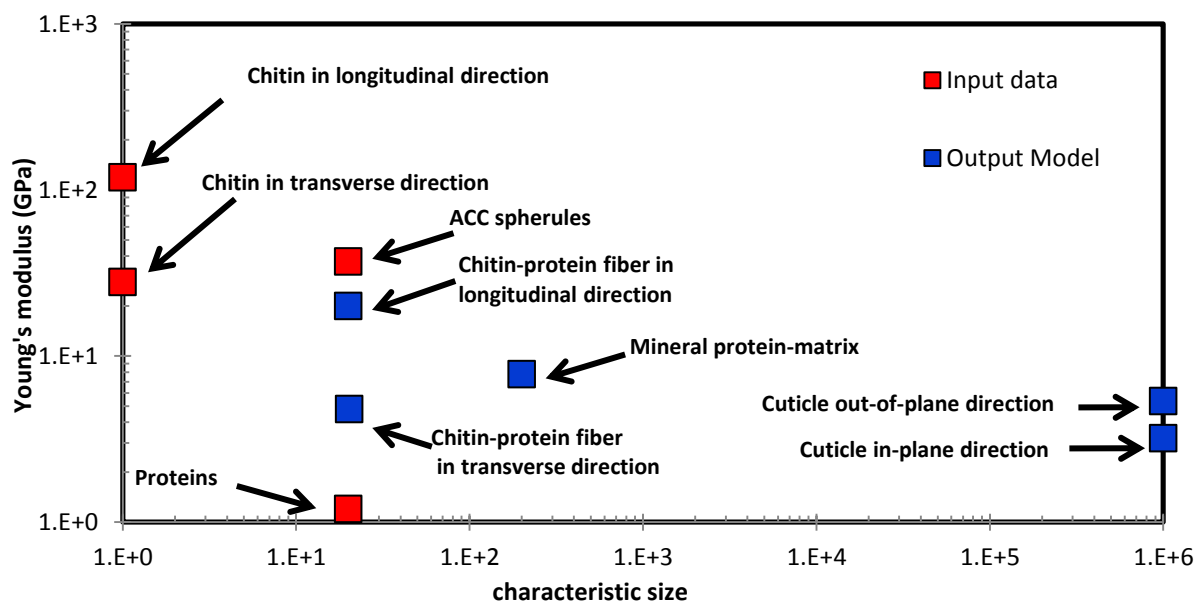 1.E+3
Chitin in longitudinal direction
Input data
Output Model
1.E+2
Chitin in transverse direction
ACC spherules
Chitin-protein fiber in
longitudinal direction
Young's modulus (GPa)
1.E+1
Mineral protein-matrix
Cuticle out-of-plane direction
Chitin-protein fiber
in transverse direction
Cuticle in-plane direction
Proteins
1.E+0
1.E+0 1.E+1 1.E+2 1.E+3 1.E+4 1.E+5 1.E+6
characteristic size